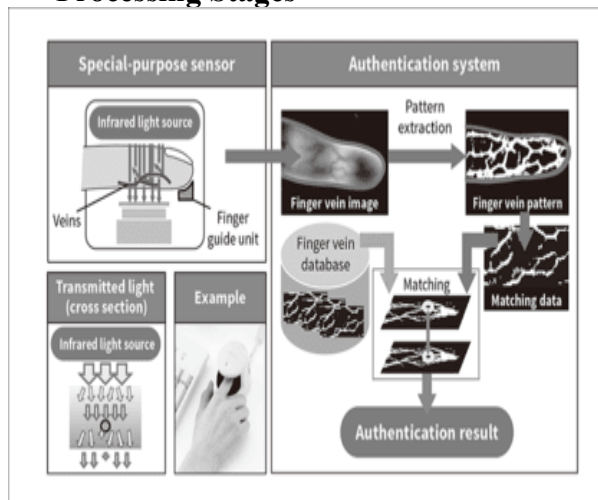 Processing Stages
Special-purpose sensor
Infrared light source
Veins
Finger
guide unit
Transmitted light
(cross section)
Infrared light source
Example
Authentication system
Pattern
extraction
Finger vein image
Finger vein pattern
Finger vein
database
Matching
Matching data
Authentication result